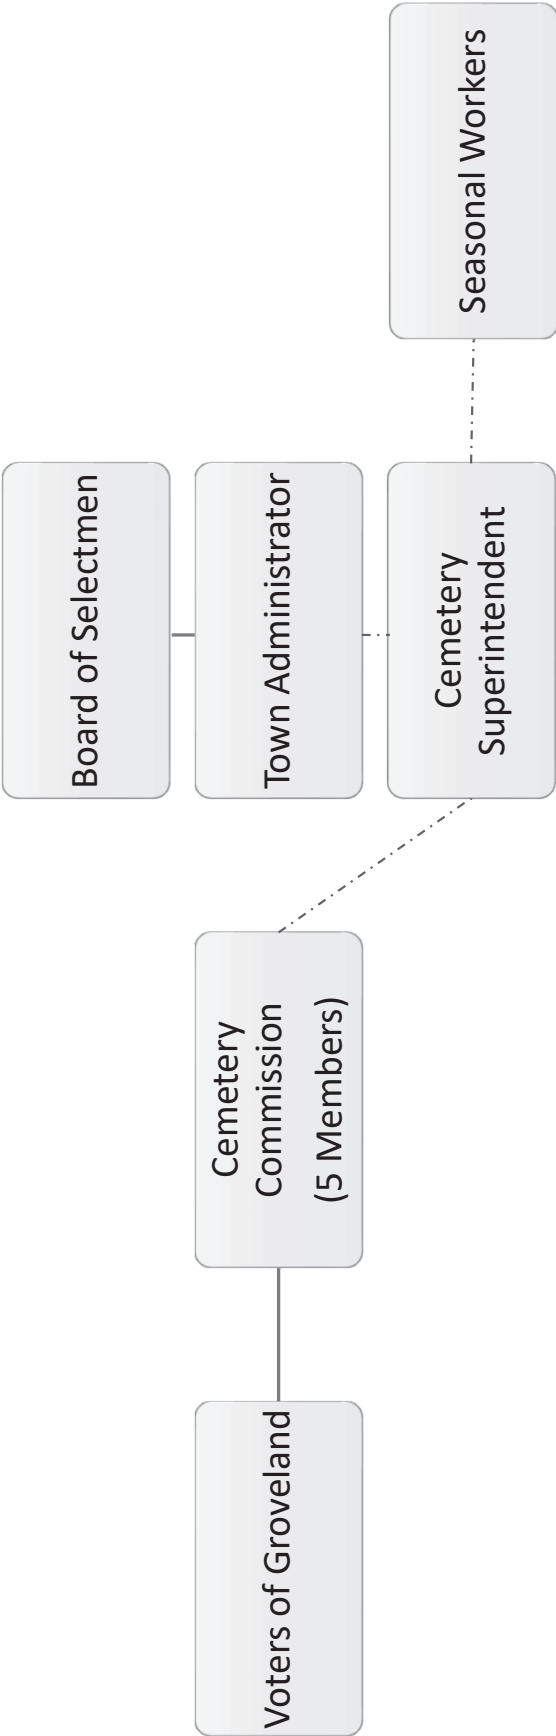 Board of Selectmen
Voters of Groveland
Cemetery
Commission
(5 Members)
Town Administrator
Cemetery
Superintendent
Seasonal Workers